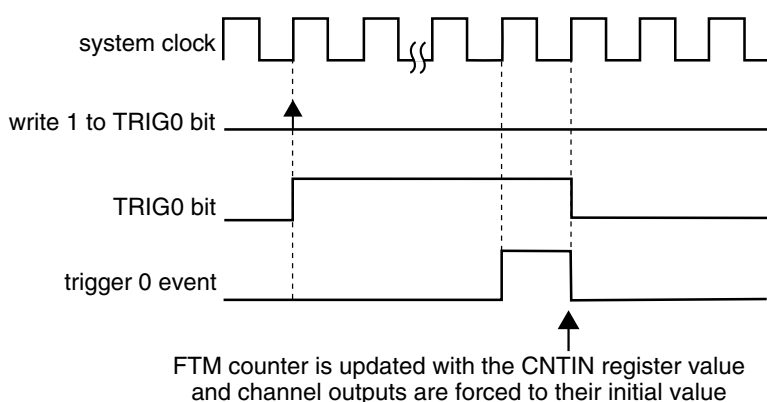 system clock
write 1 to TRIG0 bit
TRIG0 bit
trigger 0 event
FTM counter is updated with the CNTIN register value
and channel outputs are forced to their initial value